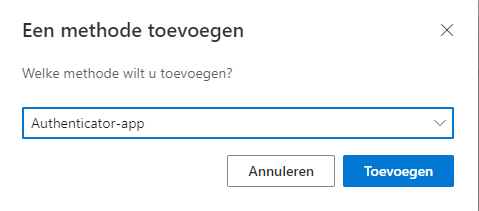 Een methode toevoegen
Welke methode wilt u toevoegen?
Authenticator-app
Annuleren
Toevoegen